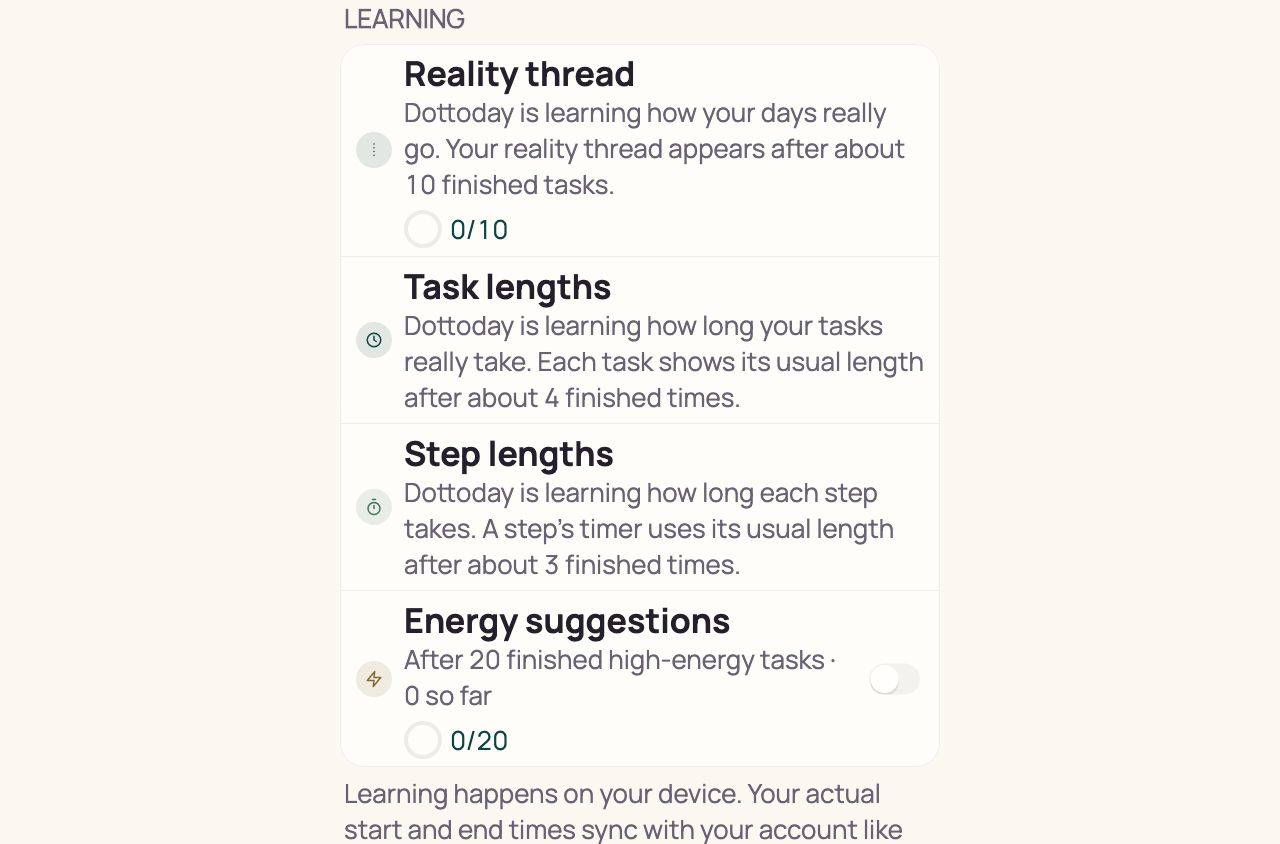 LEARNING
Reality thread
Dottoday is learning how your days really
go. Your reality thread appears after about
10 finished tasks.
0/10
Task lengths
Dottoday is learning how long your tasks
really take. Each task shows its usual length
after about 4 finished times.
Step lengths
Dottoday is learning how long each step
takes. A step’s timer uses its usual length
after about 3 finished times.
Energy suggestions
After 20 finished high-energy tasks ·
0 so far
0/20
Learning happens on your device. Your actual
start and end times sync with your account like